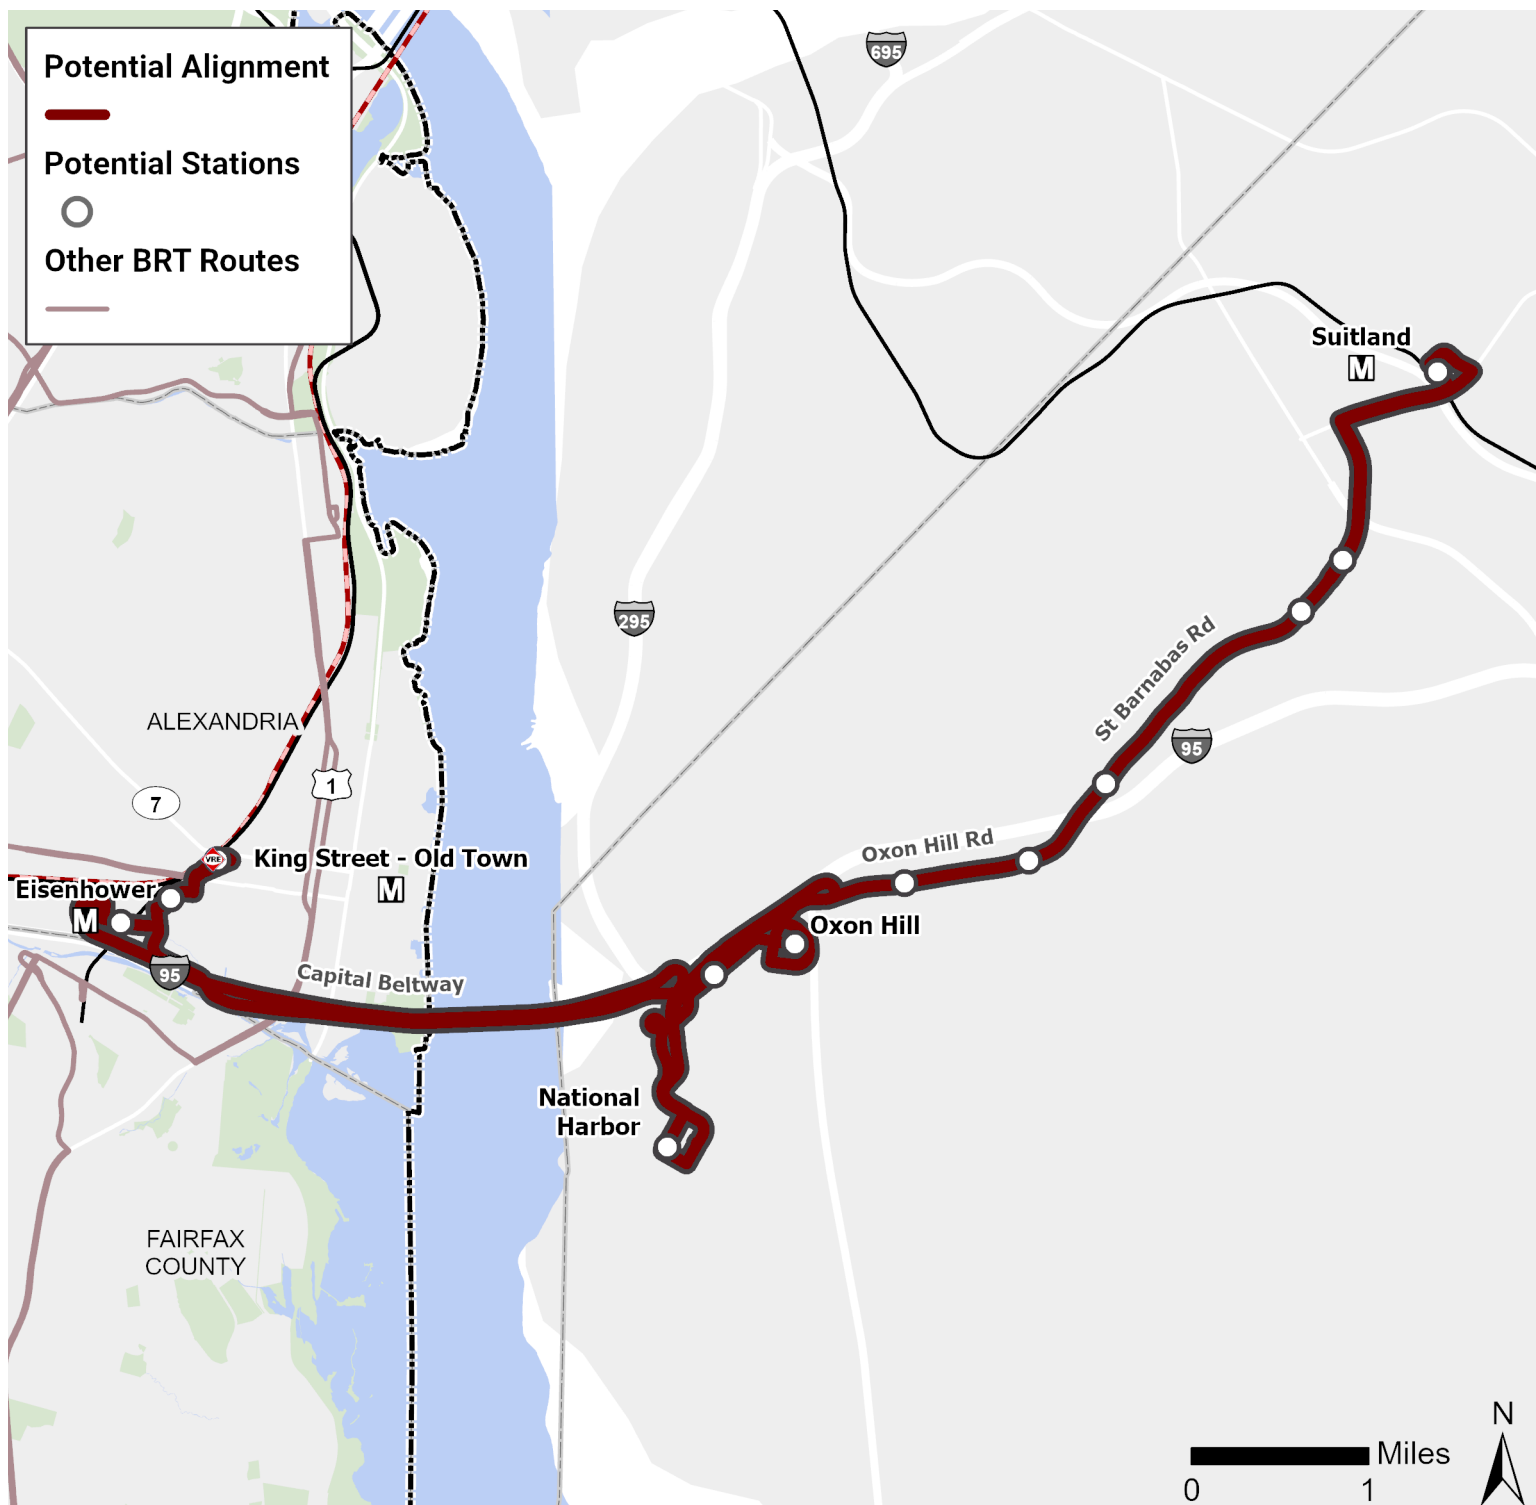 Potential Alignment
Potential Stations
Other BRT Routes
695
Suitland
M
295
St Barnabas Rd
95
ALEXANDRIA
1
7
Oxon Hill Rd
VRE
King Street - Old Town
M
Eisenhower
M
Oxon Hill
95
Capital Beltway
National
Harbor
FAIRFAX
COUNTY
N
Miles
0 1